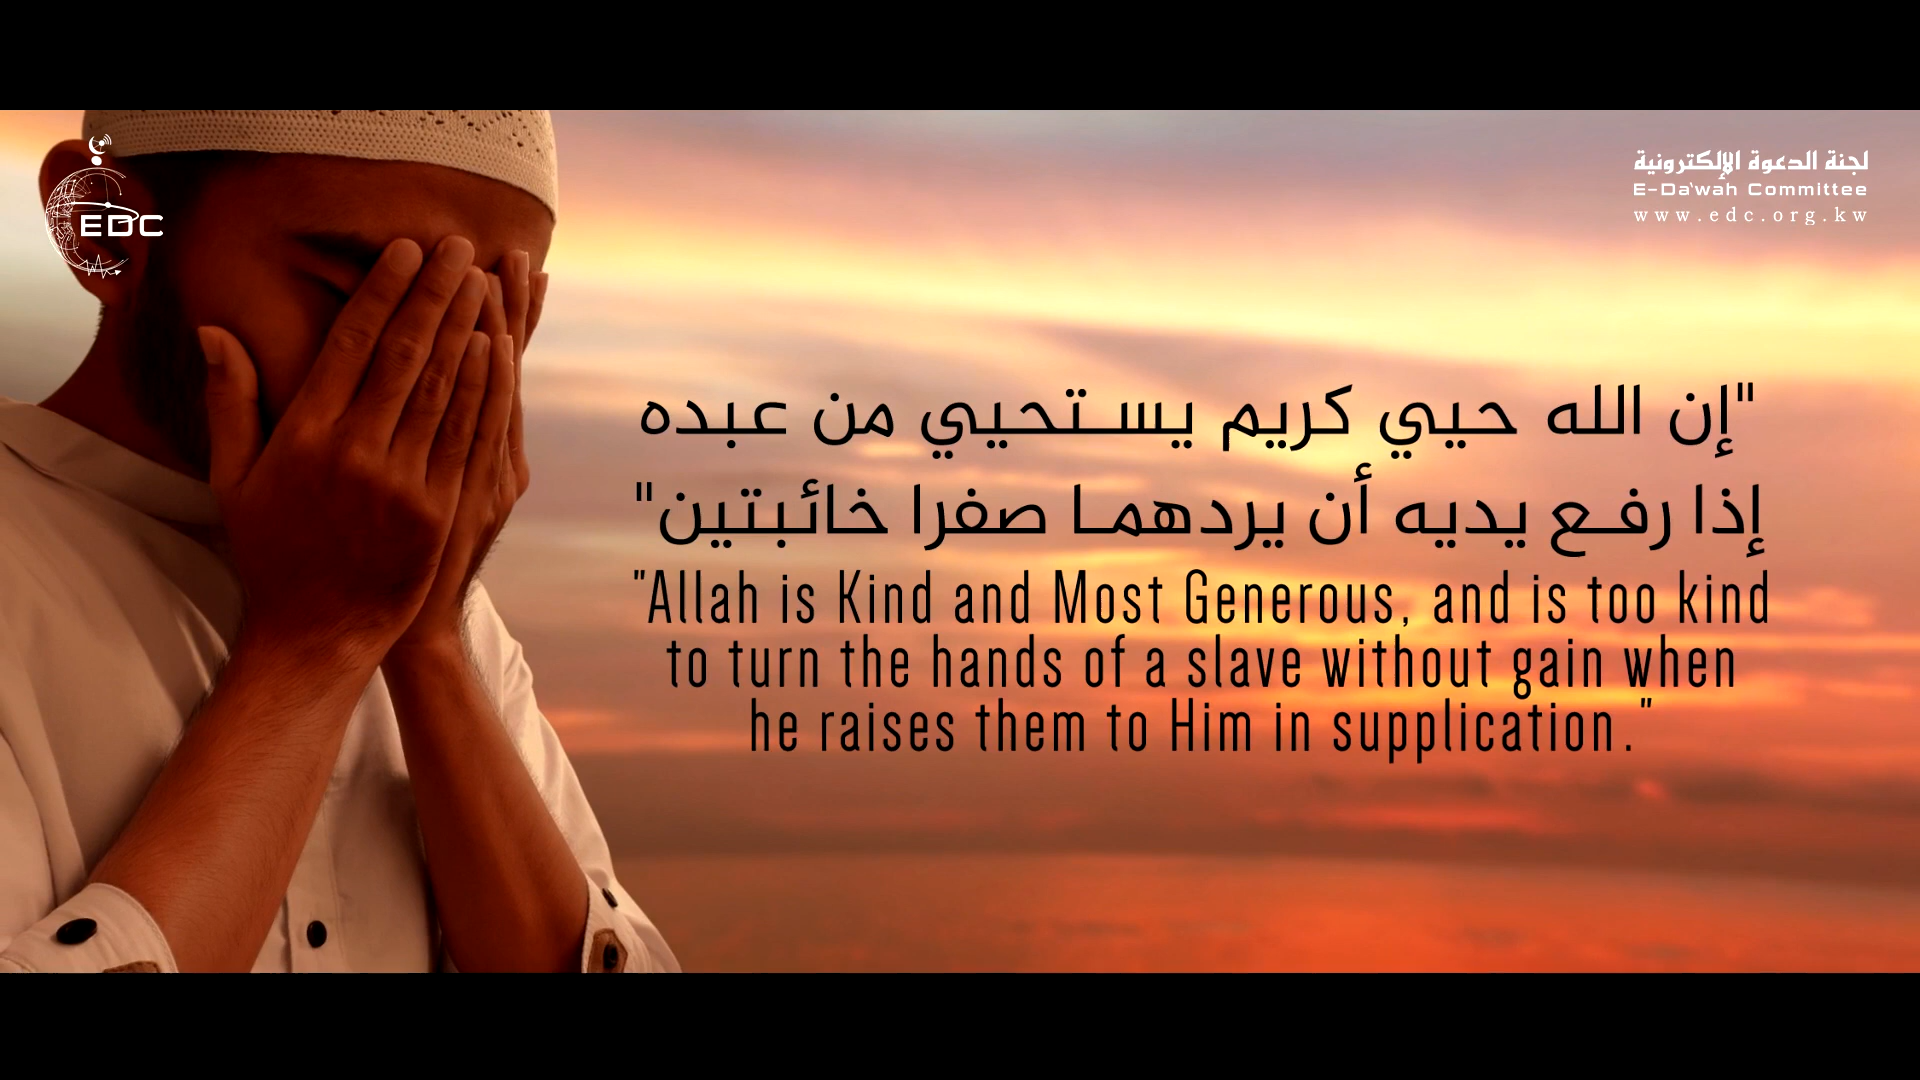 EDC
لجنة الدعوة الإلكترونية
E-Da'wah Committee
www.edc.org.kw
"إن الله حيي كريم يستحيي من عبده
إذا رفع يديه أن يردهما صفرا خائبتين"
"Allah is Kind and Most Generous, and is too kind
to turn the hands of a slave without gain when
he raises them to Him in supplication."